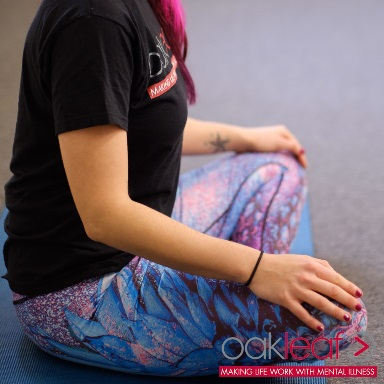 oakleaf >
MAKING LIFE WORK WITH MENTAL ILLNESS